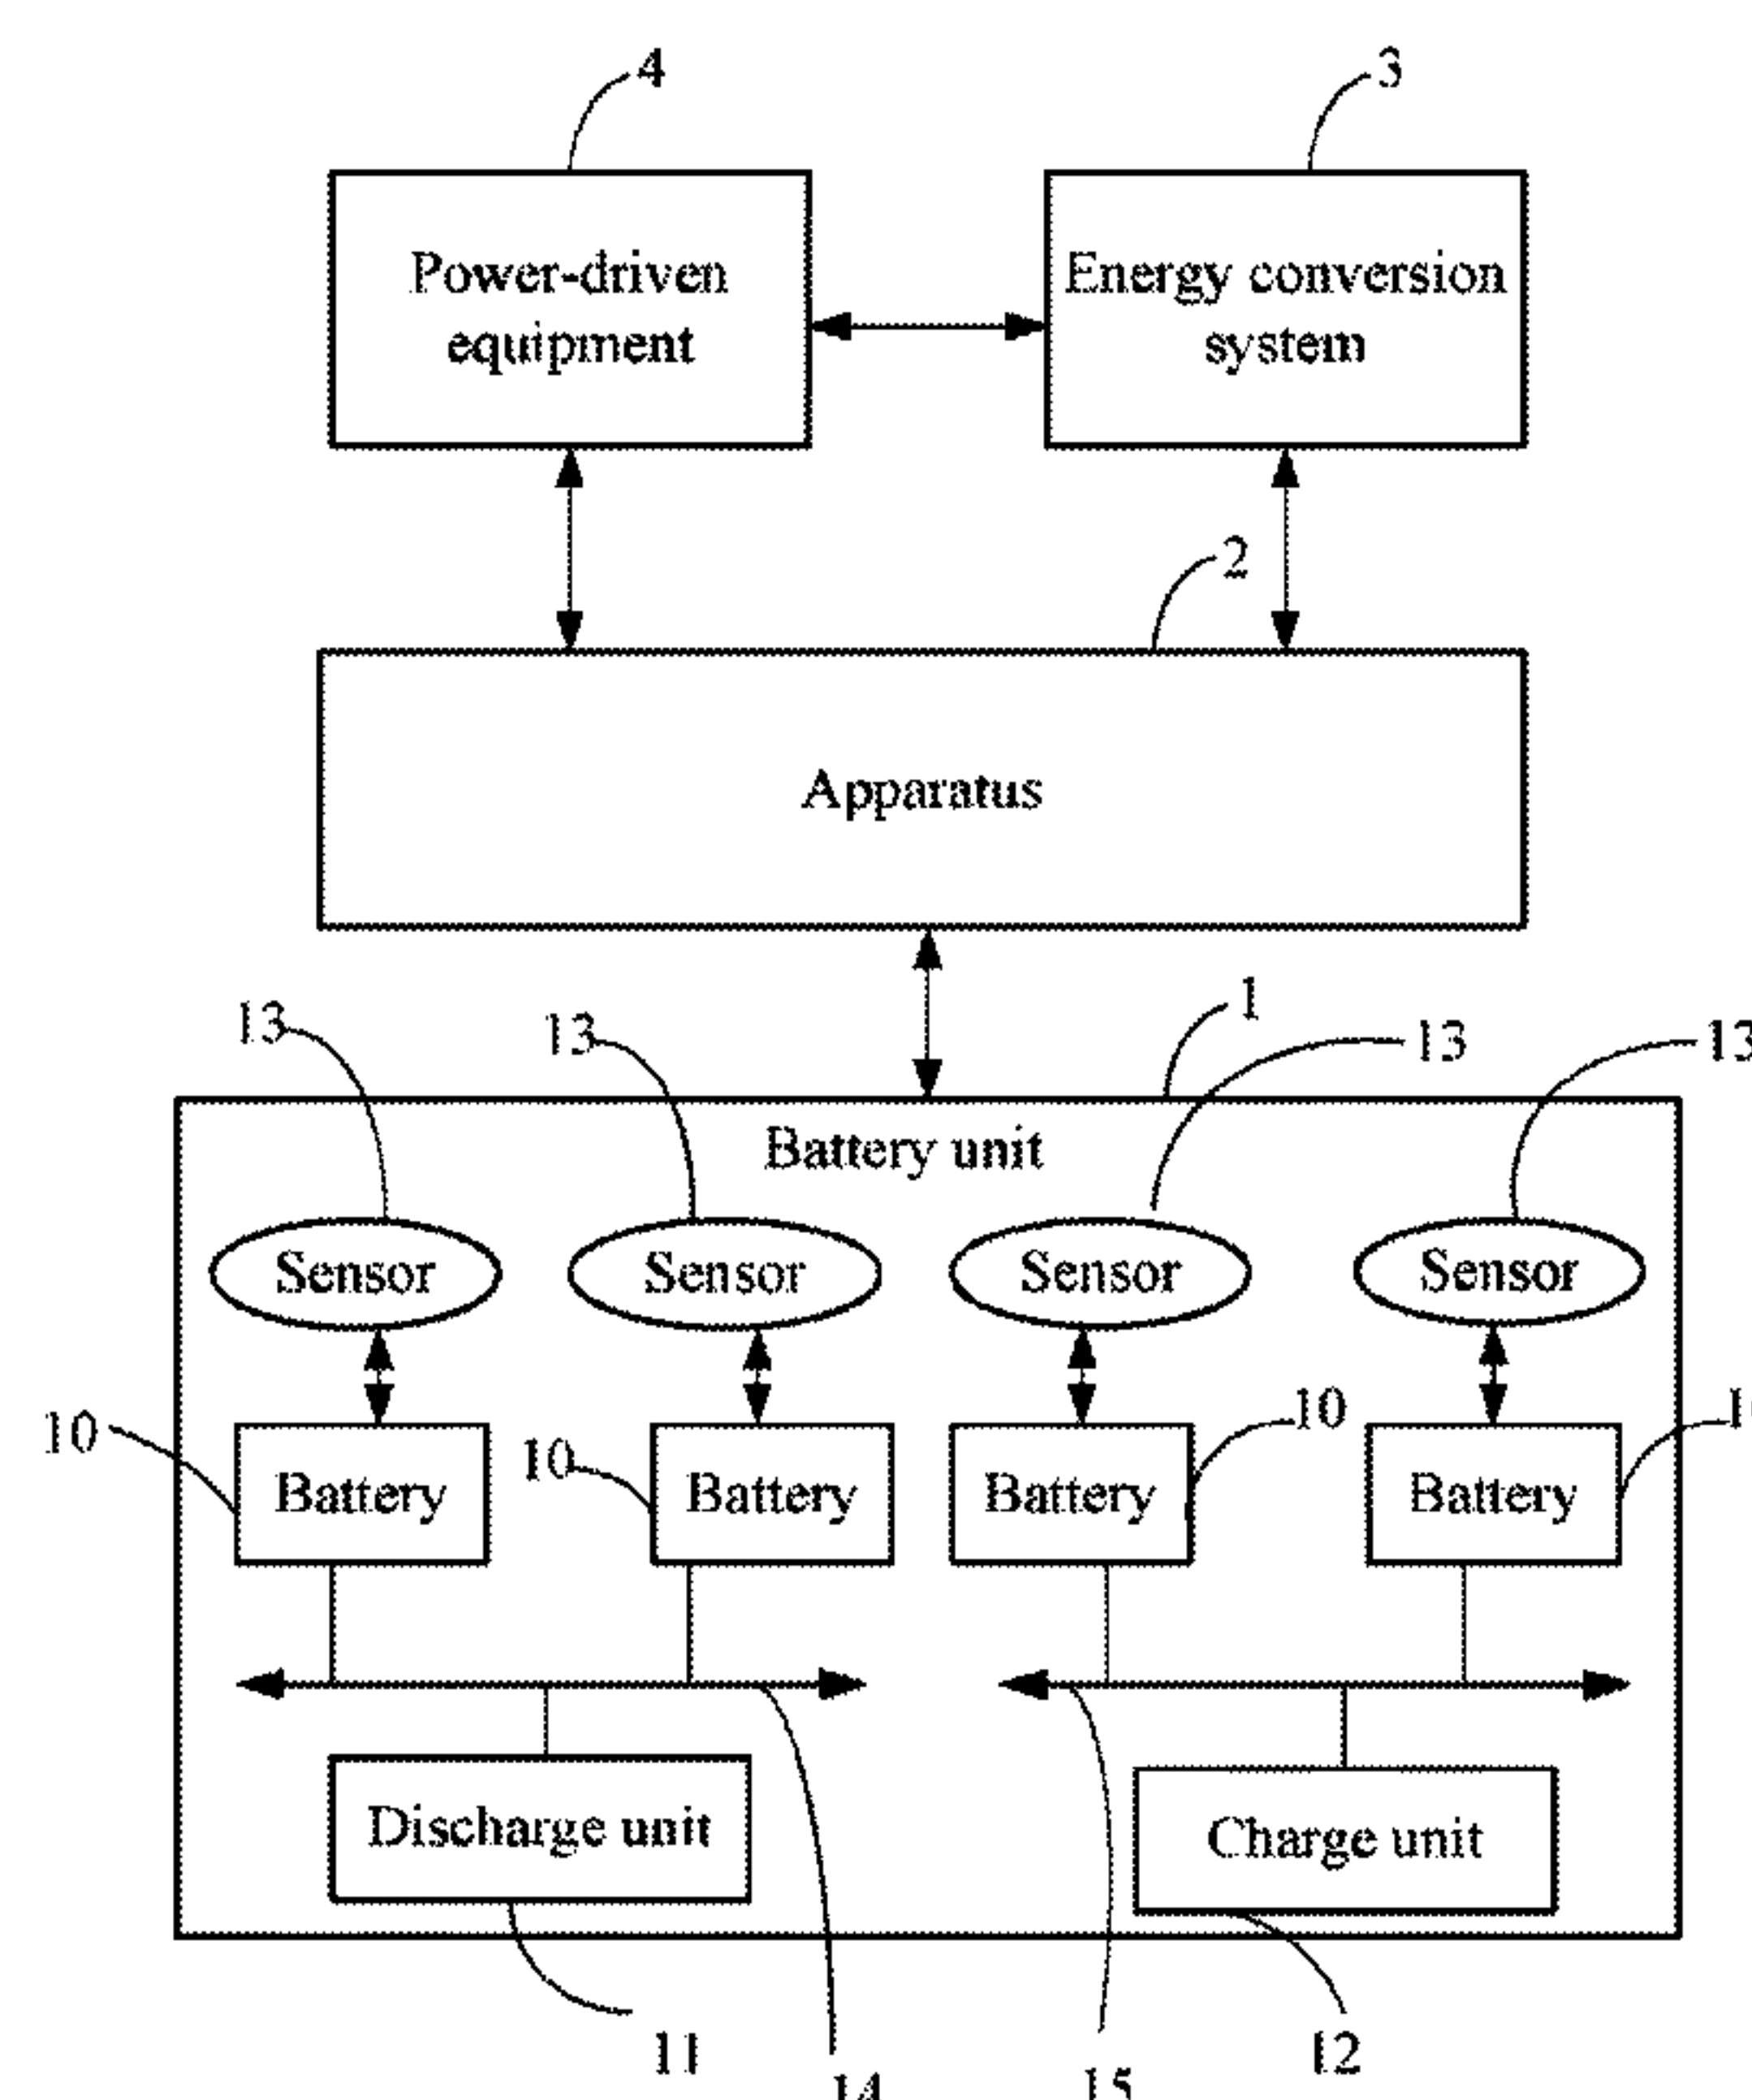 4
3
Power-driven
equipment
Energy conversion
system
2
Apparatus
1
13
13
13
13
Battery unit
Sensor
Sensor
Sensor
Sensor
10
10
10
Battery
Battery
Battery
Battery
Discharge unit
Charge unit
11
12
14
15